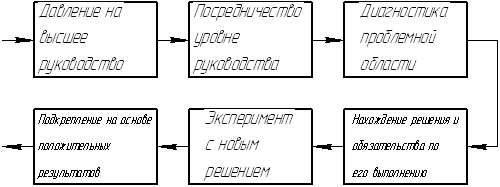 Давление на
высшее
руководство
Посредничество
уровне
руководства
Диагностика
проблемной
области
Нахождение решения и
обязательства по
его выполнению
Эксперимент
с новым
решением
Подкрепление на основе
положительных
результатов